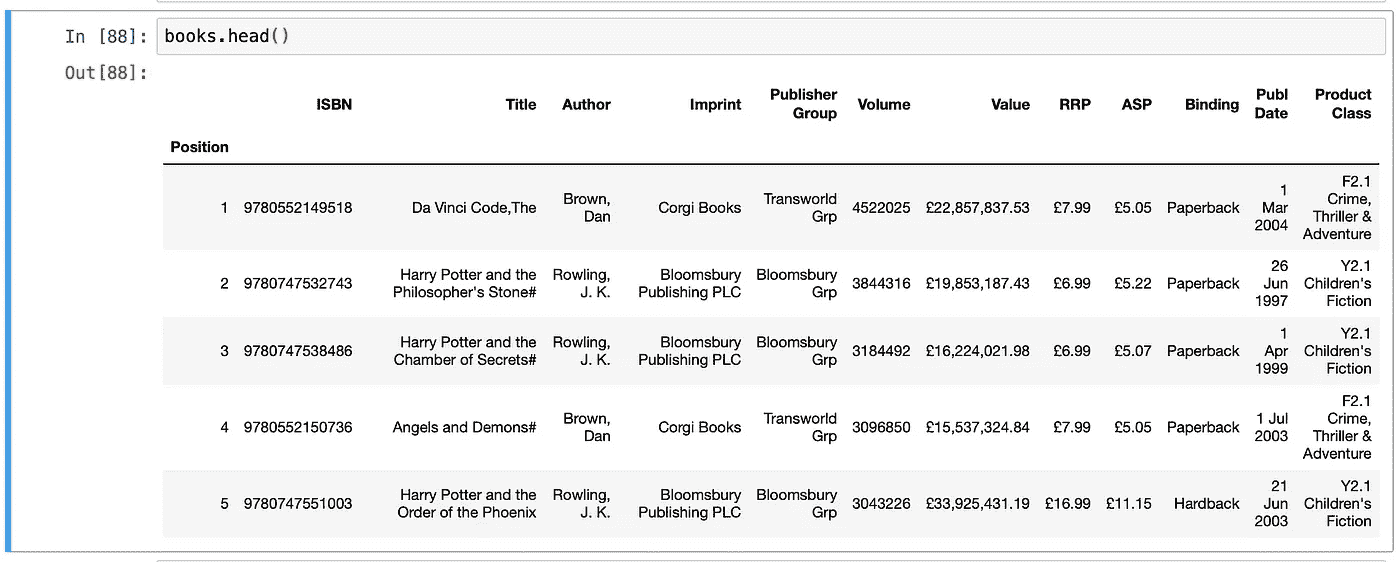 In [88]: books.head()
Out[88]:
ISBN Title Author Imprint Publisher Group Volume Value RRP ASP Binding Publ Date Product Class
Position
1 9780552149518 Da Vinci Code,The Brown, Dan Corgi Books Transworld Grp 4522025 £22,857,837.53 £7.99 £5.05 Paperback 1 Mar 2004 F2.1 Crime, Thriller & Adventure
2 9780747532743 Harry Potter and the Philosopher's Stone# Rowling, J. K. Bloomsbury Publishing PLC Bloomsbury Grp 3844316 £19,853,187.43 £6.99 £5.22 Paperback 26 Jun 1997 Y2.1 Children's Fiction
3 9780747538486 Harry Potter and the Chamber of Secrets# Rowling, J. K. Bloomsbury Publishing PLC Bloomsbury Grp 3184492 £16,224,021.98 £6.99 £5.07 Paperback 1 Apr 1999 Y2.1 Children's Fiction
4 9780552150736 Angels and Demons# Brown, Dan Corgi Books Transworld Grp 3096850 £15,537,324.84 £7.99 £5.05 Paperback 1 Jul 2003 F2.1 Crime, Thriller & Adventure
5 9780747551003 Harry Potter and the Order of the Phoenix Rowling, J. K. Bloomsbury Publishing PLC Bloomsbury Grp 3043226 £33,925,431.19 £16.99 £11.15 Hardback 21 Jun 2003 Y2.1 Children's Fiction